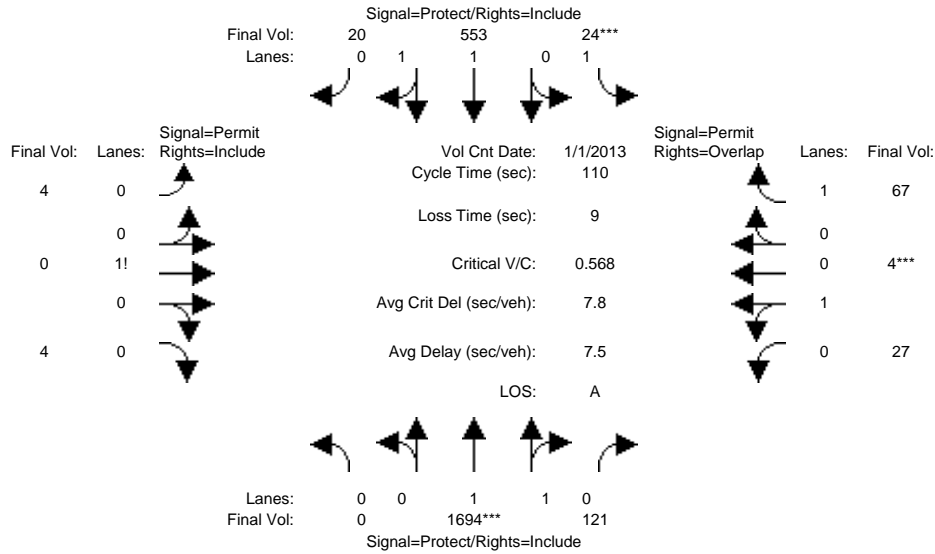 Signal=Protect/Rights=Include
Final Vol: 20 553 24***
Lanes: 0 1 1 0 1
Signal=Permit Signal=Permit
Final Vol: Lanes: Rights=Include Vol Cnt Date: 1/1/2013 Rights=Overlap Lanes: Final Vol:
Cycle Time (sec): 110
4 0 1 67
Loss Time (sec): 9
0 0
0 1! Critical V/C: 0.568 0 4***
0 Avg Crit Del (sec/veh): 7.8 1
4 0 Avg Delay (sec/veh): 7.5 0 27
LOS: A
Lanes: 0 0 1 1 0
Final Vol: 0 1694*** 121
Signal=Protect/Rights=Include